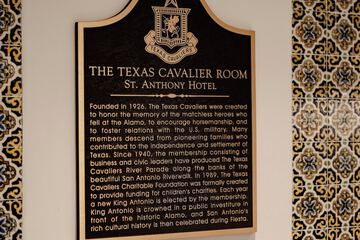 TEXAS CAVALIERS
THE TEXAS CAVALIER ROOM
ST. ANTHONY HOTEL
Founded in 1926, The Texas Cavaliers were created
to honor the memory of the matchless heroes who
fell at the Alamo, to encourage horsemanship, and
to foster relations with the U.S. military. Many
members descend from pioneering families who
contributed to the independence and settlement of
Texas. Since 1940, the membership consisting of
business and civic leaders have produced The Texas
Cavaliers River Parade along the banks of the
beautiful San Antonio Riverwalk. In 1989, The Texas
Cavaliers Charitable Foundation was formally created
to provide funding for children's charities. Each year
a new King Antonio is elected by the membership.
King Antonio is crowned in a public investiture in
front of the historic Alamo, and San Antonio's
rich cultural history is then celebrated during Fiesta.